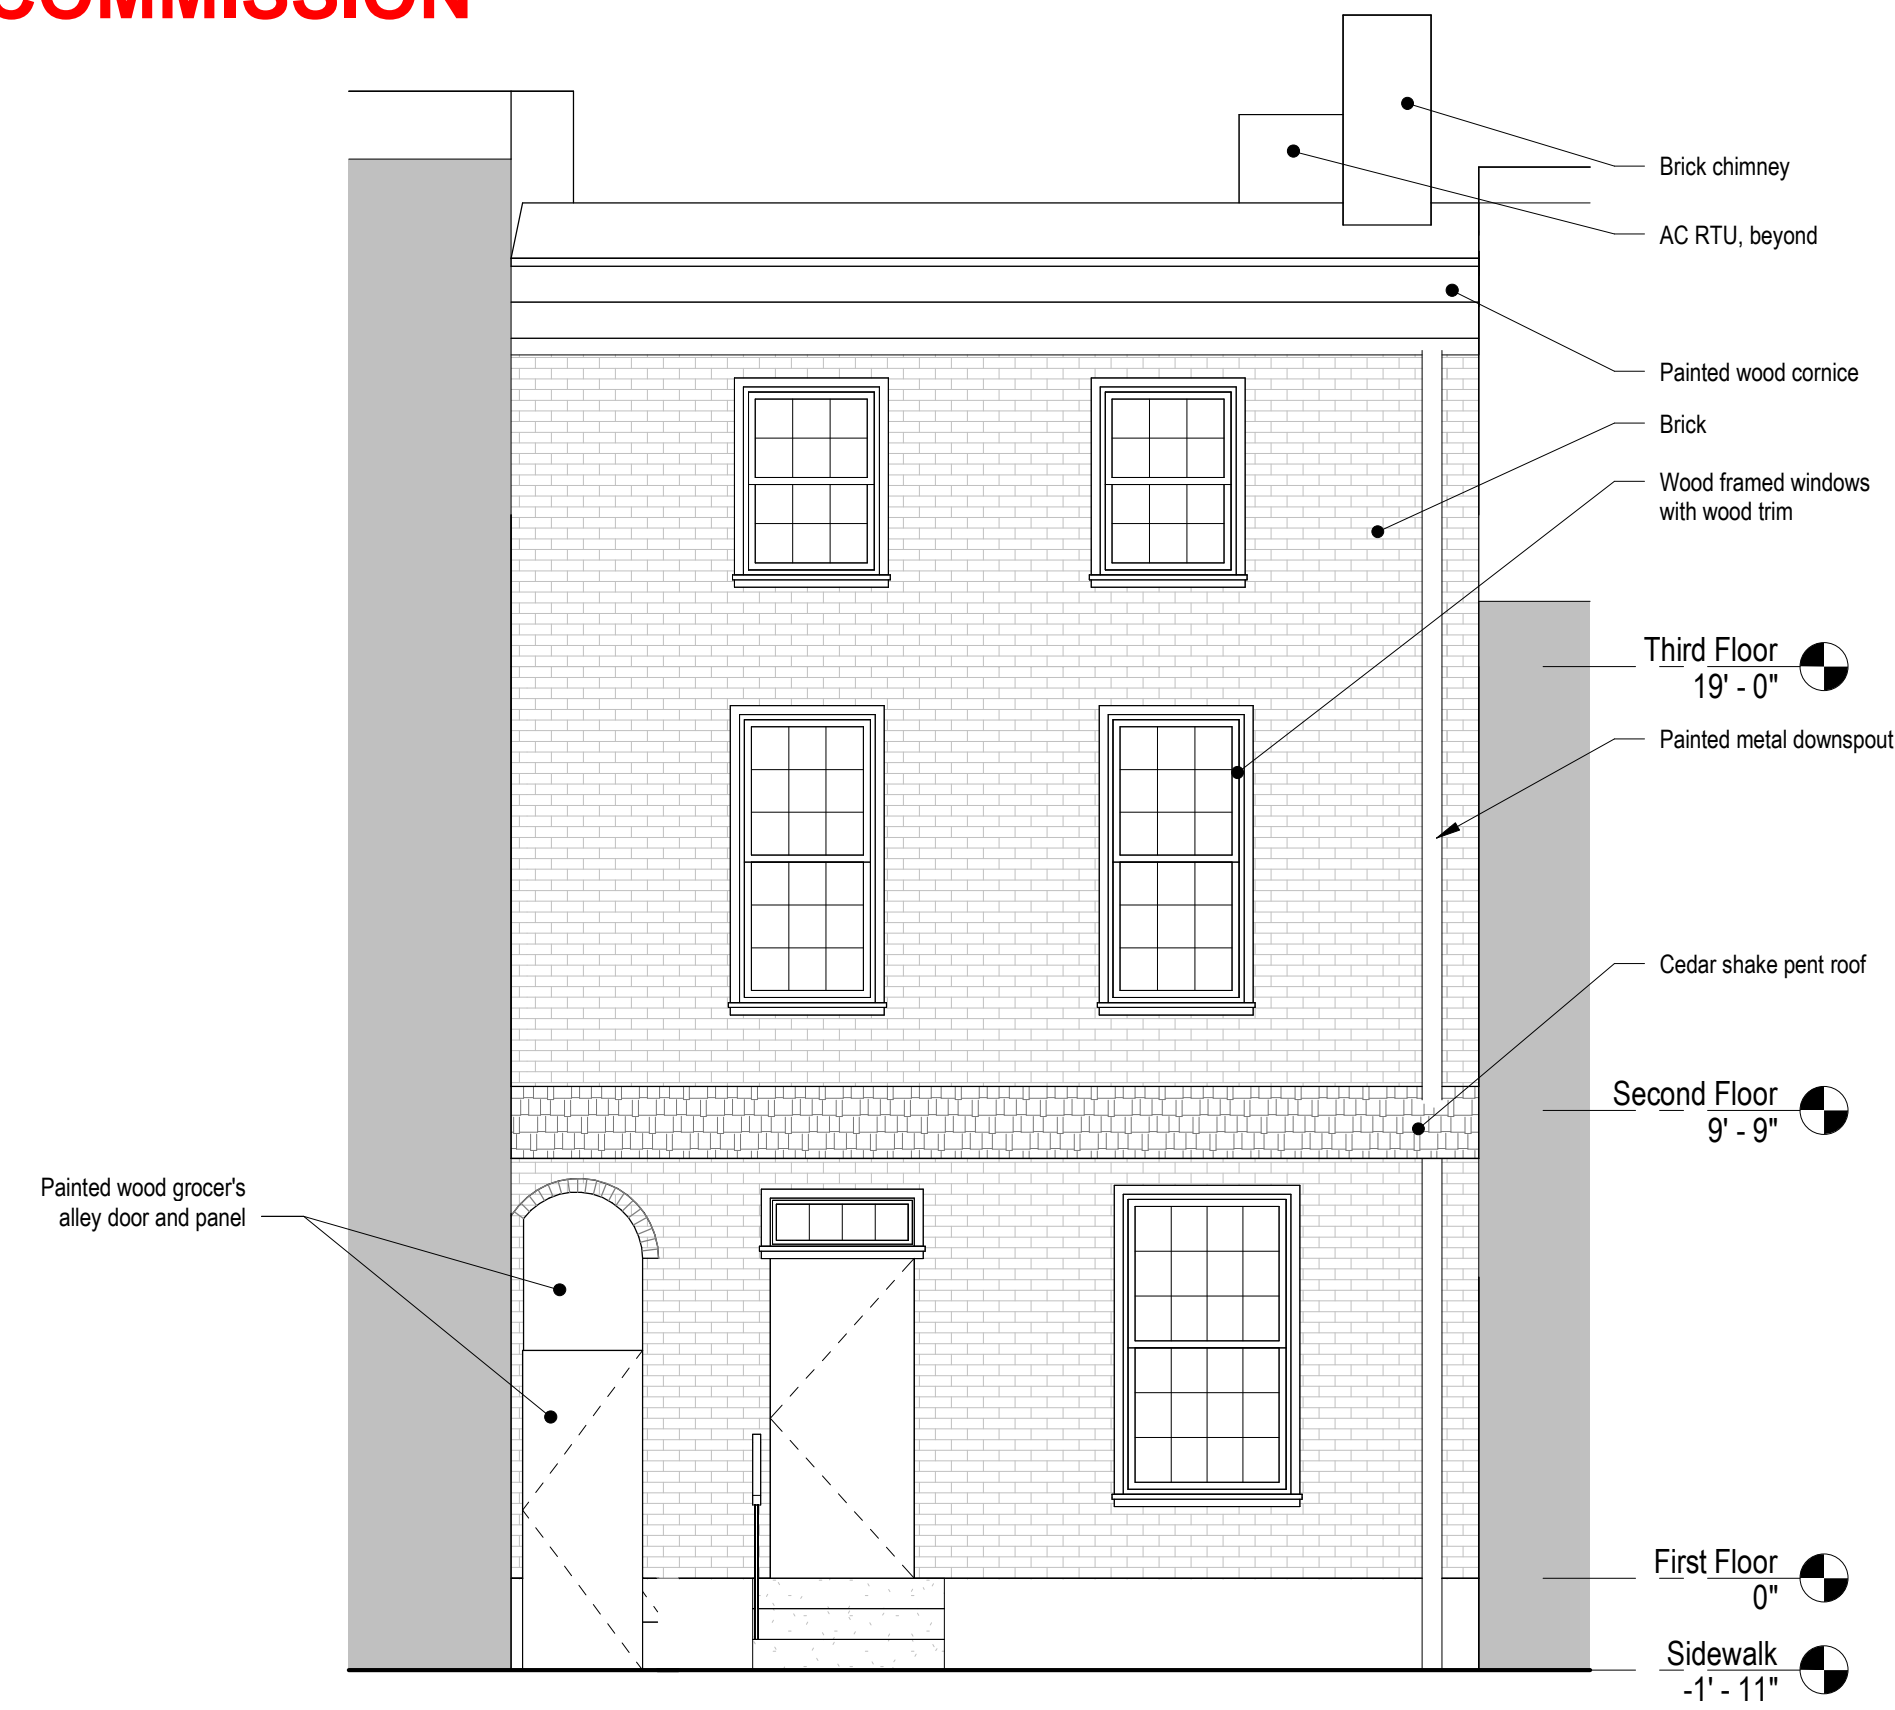 COMMISSION
Brick chimney
AC RTU, beyond
Painted wood cornice
Brick
Wood framed windows
with wood trim
Third Floor
19' - 0"
Painted metal downspout
Cedar shake pent roof
Second Floor
9' - 9"
Painted wood grocer's
alley door and panel
First Floor
0"
Sidewalk
-1' - 11"